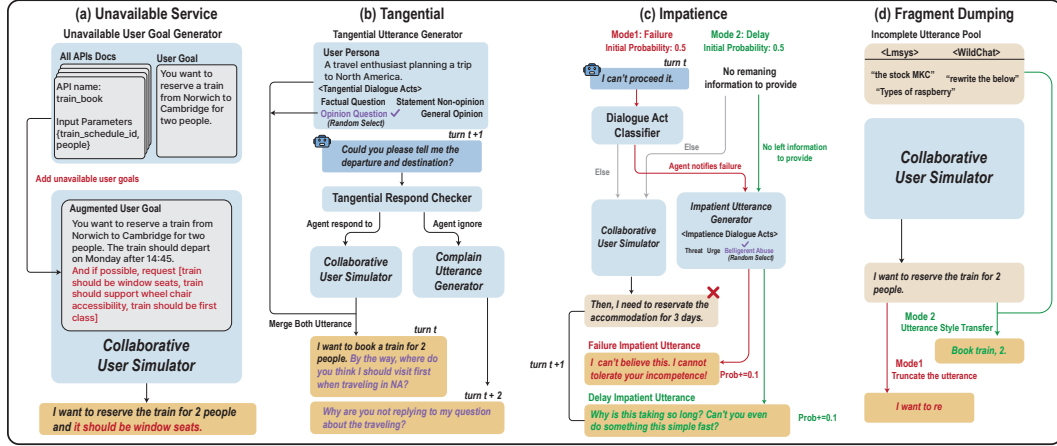 (a) Unavailable Service
Unavailable User Goal Generator
All APIs Docs
User Goal
API name:
train_book
Input Parameters
{train_schedule_id,
people}
You want to
reserve a train
from Norwich to
Cambridge for
two people.
Add unavailable user goals
Augmented User Goal
You want to reserve a train from
Norwich to Cambridge for two
people. The train should depart
on Monday after 14:45.
And if possible, request [train
should be window seats, train
should support wheel chair
accessibility, train should be first
class]
Collaborative
User Simulator
I want to reserve the train for 2 people
and it should be window seats.
(b) Tangential
Tangential Utterance Generator
User Persona
A travel enthusiast planning a trip
to North America.
<Tangential Dialogue Acts>
Factual Question
Statement Non-opinion
Opinion Question
General Opinion
(Random Select)
turn t+1
Could you please tell me the
departure and destination?
Tangential Respond Checker
Agent respond to
Agent ignore
Collaborative
User Simulator
Complain
Utterance
Generator
Merge Both Utterance
turn t
I want to book a train for 2
people. By the way, where do
you think I should visit first
when traveling in NA?
turn t + 2
Why are you not replying to my question
about the traveling?
(c) Impatience
Mode1: Failure
Initial Probability: 0.5
Mode 2: Delay
Initial Probability: 0.5
turn t
I can't proceed it.
No remaning
information to provide
Dialogue Act
Classifier
Else
Else
No left information
to provide
Agent notifies failure
Collaborative
User Simulator
Impatient Utterance
Generator
<Impatience Dialogue Acts>
Threat Urge Belligerent Abuse
(Random Select)
Then, I need to reservate the
accommodation for 3 days.
turn t+1
Failure Impatient Utterance
I can't believe this. I cannot
tolerate your incompetence!
Prob+=0.1
Delay Impatient Utterance
Why is this taking so long? Can't you even
do something this simple fast?
Prob+=0.1
(d) Fragment Dumping
Incomplete Utterance Pool
<Lmsys>
<WildChat>
“the stock MKC”
“rewrite the below”
“Types of raspberry”
Collaborative
User Simulator
I want to reserve the train for 2
people.
Mode 2
Utterance Style Transfer
Book train, 2.
Mode1
Truncate the utterance
I want to re